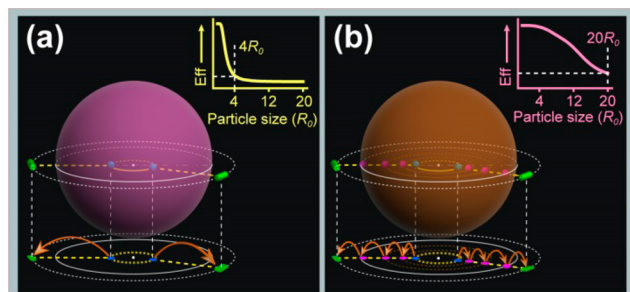 (a)
Eff
4R₀
4 12 20
Particle size (R₀)
(b)
Eff
20R₀
4 12 20
Particle size (R₀)